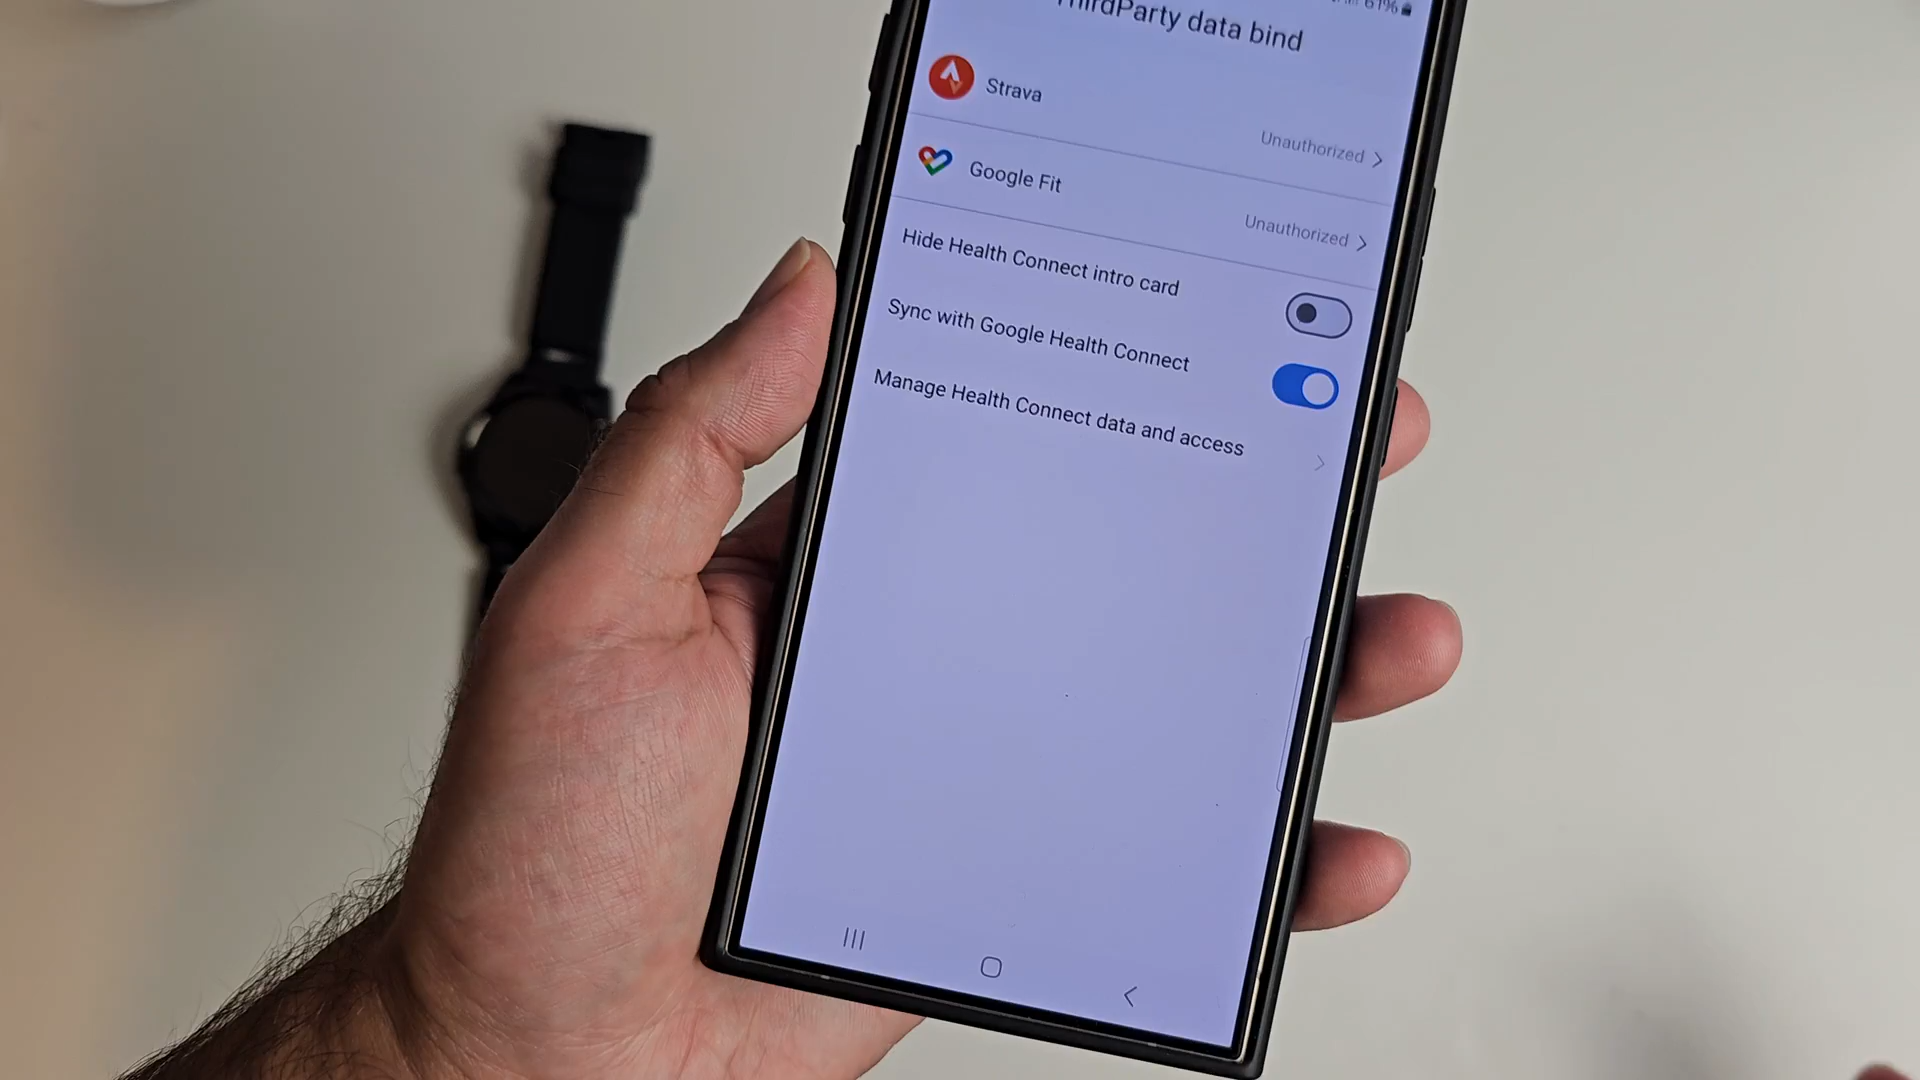 61%
ThirdParty data bind
Strava
Unauthorized
Google Fit
Unauthorized
Hide Health Connect intro card
Sync with Google Health Connect
Manage Health Connect data and access